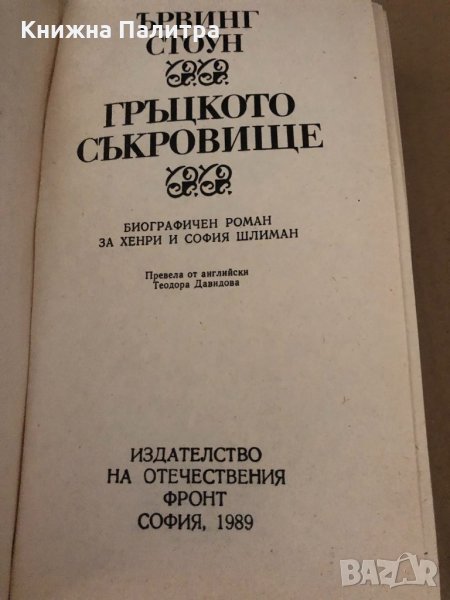 Книжна Палитра
ЪРВИНГ
СТОУН
ГРЪЦКОТО
СЪКРОВИЩЕ
БИОГРАФИЧЕН РОМАН
ЗА ХЕНРИ И СОФИЯ ШЛИМАН
Превела от английски
Теодора Давидова
ИЗДАТЕЛСТВО
НА ОТЕЧЕСТВЕНИЯ
ФРОНТ
СОФИЯ, 1989
BAZAR